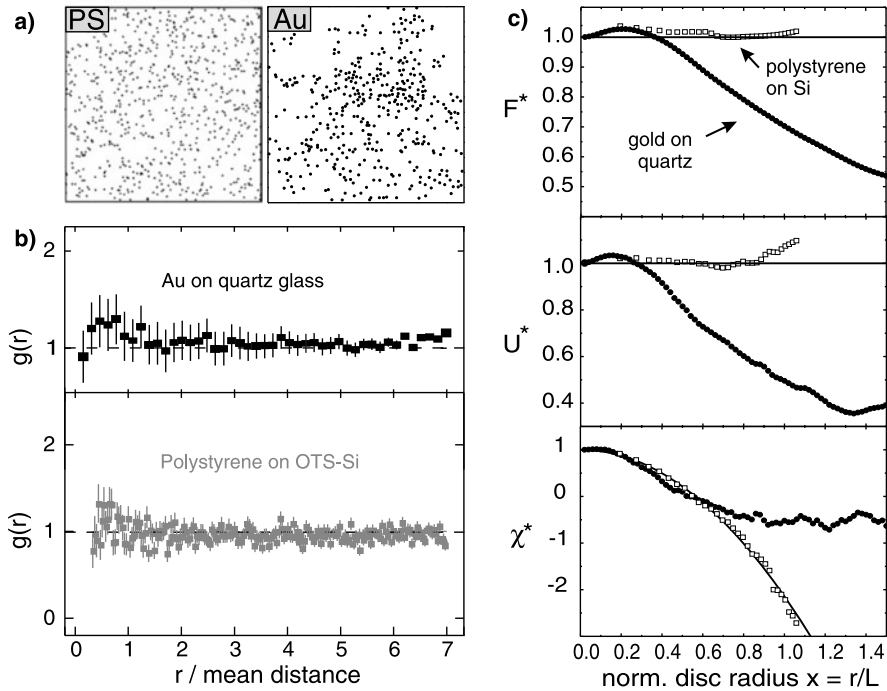 a)
PS
Au
b)
2
1
g(r)
Au on quartz glass
2
1
0
g(r)
Polystyrene on OTS-Si
0 1 2 3 4 5 6 7
r / mean distance
c)
1.0
1.0
0.9
0.8
0.7
0.6
0.5
F*
polystyrene
on Si
gold on
quartz
1.0
0.8
0.6
0.4
U*
1
0
-1
-2
χ*
0.0 0.2 0.4 0.6 0.8 1.0 1.2 1.4
norm. disc radius x = r/L